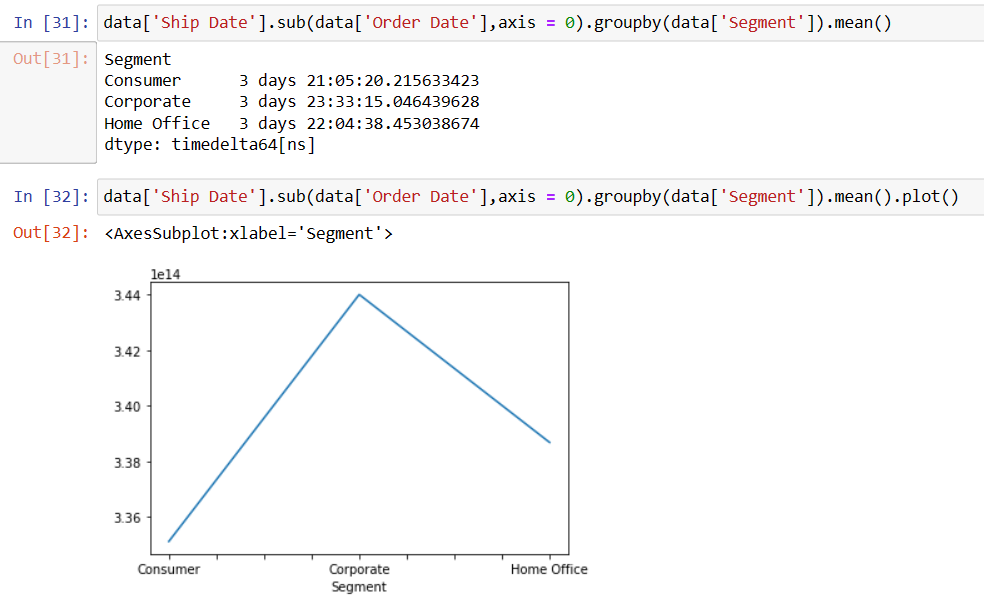 In [31]: data['Ship Date'].sub(data['Order Date'],axis = 0).groupby(data['Segment']).mean()
Out[31]: Segment
Consumer      3 days 21:05:20.215633423
Corporate     3 days 23:33:15.046439628
Home Office   3 days 22:04:38.453038674
dtype: timedelta64[ns]
In [32]: data['Ship Date'].sub(data['Order Date'],axis = 0).groupby(data['Segment']).mean().plot()
Out[32]: <AxesSubplot:xlabel='Segment'>
1e14
3.44
3.42
3.40
3.38
3.36
Consumer Corporate Home Office
Segment